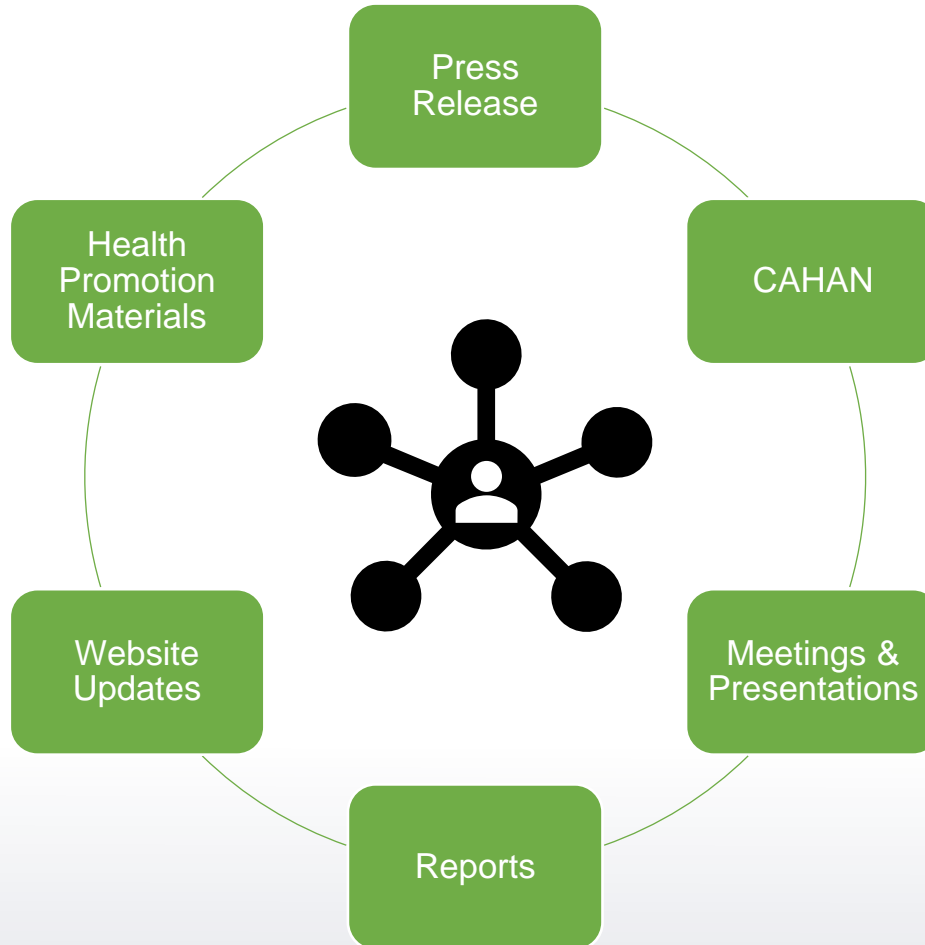 Press
Release
CAHAN
Meetings &
Presentations
Reports
Website
Updates
Health
Promotion
Materials